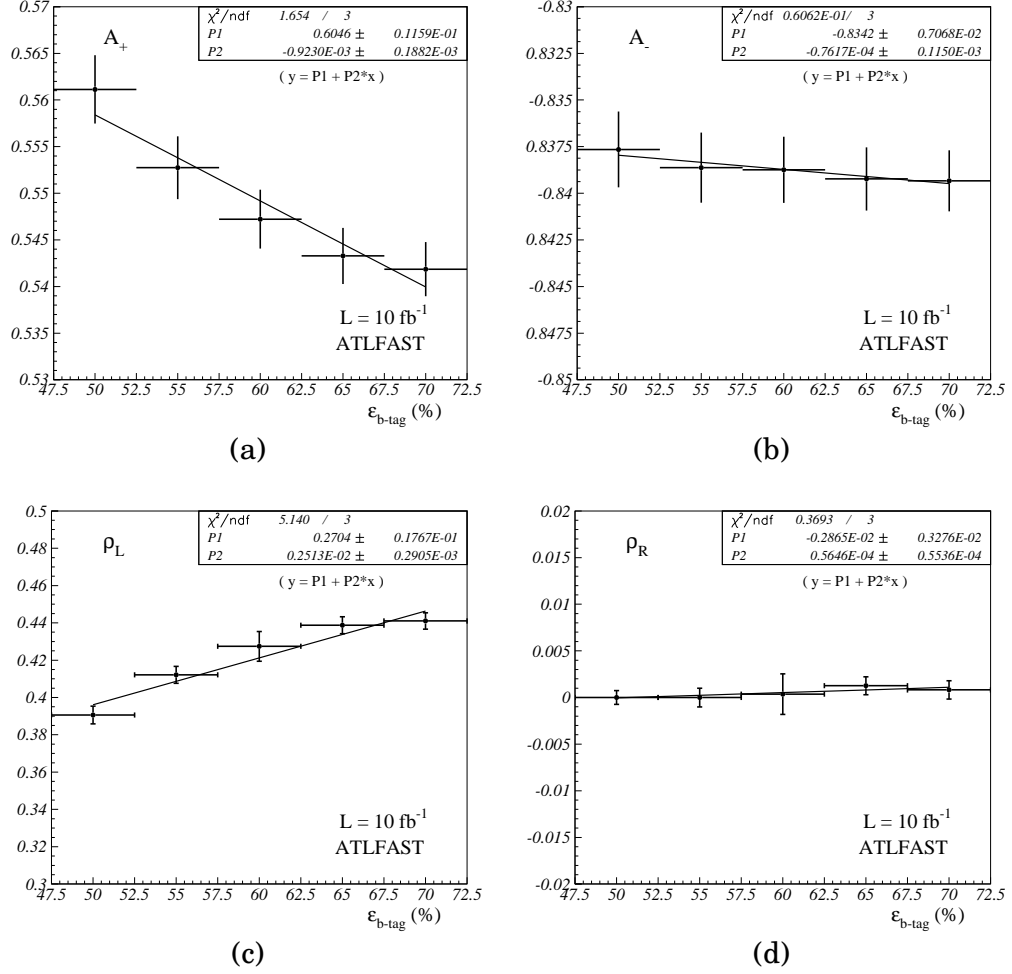 A+
χ²/ndf 1.654 / 3
P1 0.6046 ± 0.1159E-01
P2 -0.9230E-03 ± 0.1882E-03
( y = P1 + P2*x )
0.57
0.565
0.56
0.555
0.55
0.545
0.54
0.535
0.53
L = 10 fb-1
ATLFAST
47.5 50 52.5 55 57.5 60 62.5 65 67.5 70 72.5
εb-tag (%)
(a)
A-
χ²/ndf 0.6062E-01/ 3
P1 -0.8342 ± 0.7068E-02
P2 -0.7617E-04 ± 0.1150E-03
( y = P1 + P2*x )
-0.83
-0.8325
-0.835
-0.8375
-0.84
-0.8425
-0.845
-0.8475
-0.85
L = 10 fb-1
ATLFAST
47.5 50 52.5 55 57.5 60 62.5 65 67.5 70 72.5
εb-tag (%)
(b)
ρL
χ²/ndf 5.140 / 3
P1 0.2704 ± 0.1767E-01
P2 0.2513E-02 ± 0.2905E-03
( y = P1 + P2*x )
0.5
0.48
0.46
0.44
0.42
0.4
0.38
0.36
0.34
0.32
0.3
L = 10 fb-1
ATLFAST
47.5 50 52.5 55 57.5 60 62.5 65 67.5 70 72.5
εb-tag (%)
(c)
ρR
χ²/ndf 0.3693 / 3
P1 -0.2865E-02 ± 0.3276E-02
P2 0.5646E-04 ± 0.5536E-04
( y = P1 + P2*x )
0.02
0.015
0.01
0.005
0
-0.005
-0.01
-0.015
-0.02
L = 10 fb-1
ATLFAST
47.5 50 52.5 55 57.5 60 62.5 65 67.5 70 72.5
εb-tag (%)
(d)